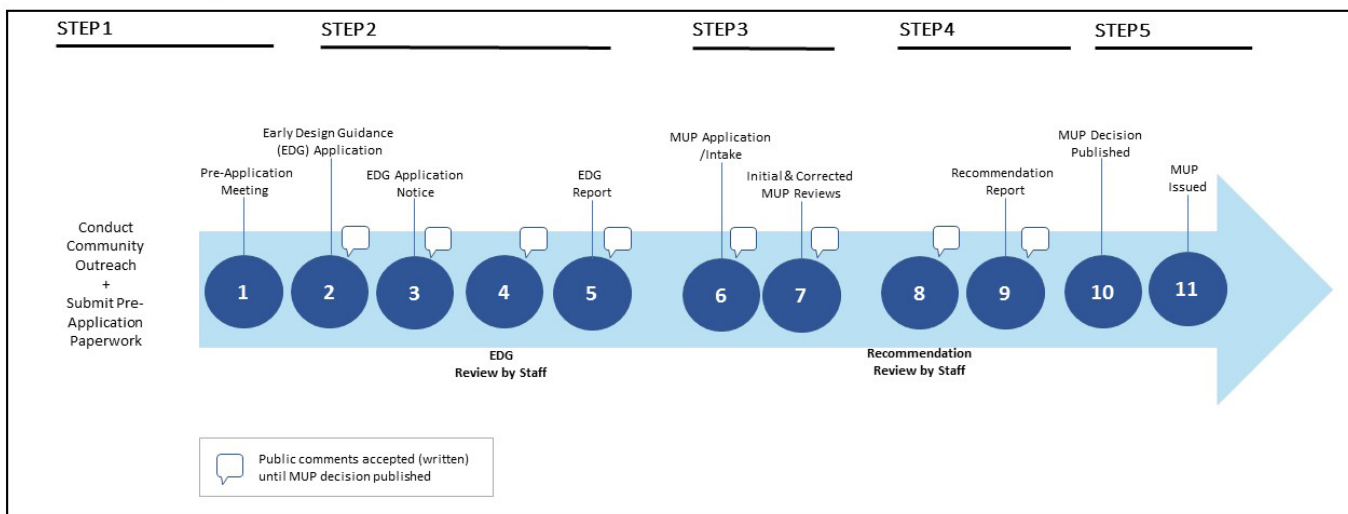 STEP1
STEP2
STEP3
STEP4
STEP5
Early Design Guidance
(EDG) Application
Pre-Application
Meeting
EDG Application
Notice
EDG
Report
MUP Application
/Intake
Initial & Corrected
MUP Reviews
Recommendation
Report
MUP Decision
Published
MUP
Issued
Conduct
Community
Outreach
+
Submit Pre-
Application
Paperwork
1
2
3
4
5
6
7
8
9
10
11
EDG
Review by Staff
Recommendation
Review by Staff
Public comments accepted (written)
until MUP decision published